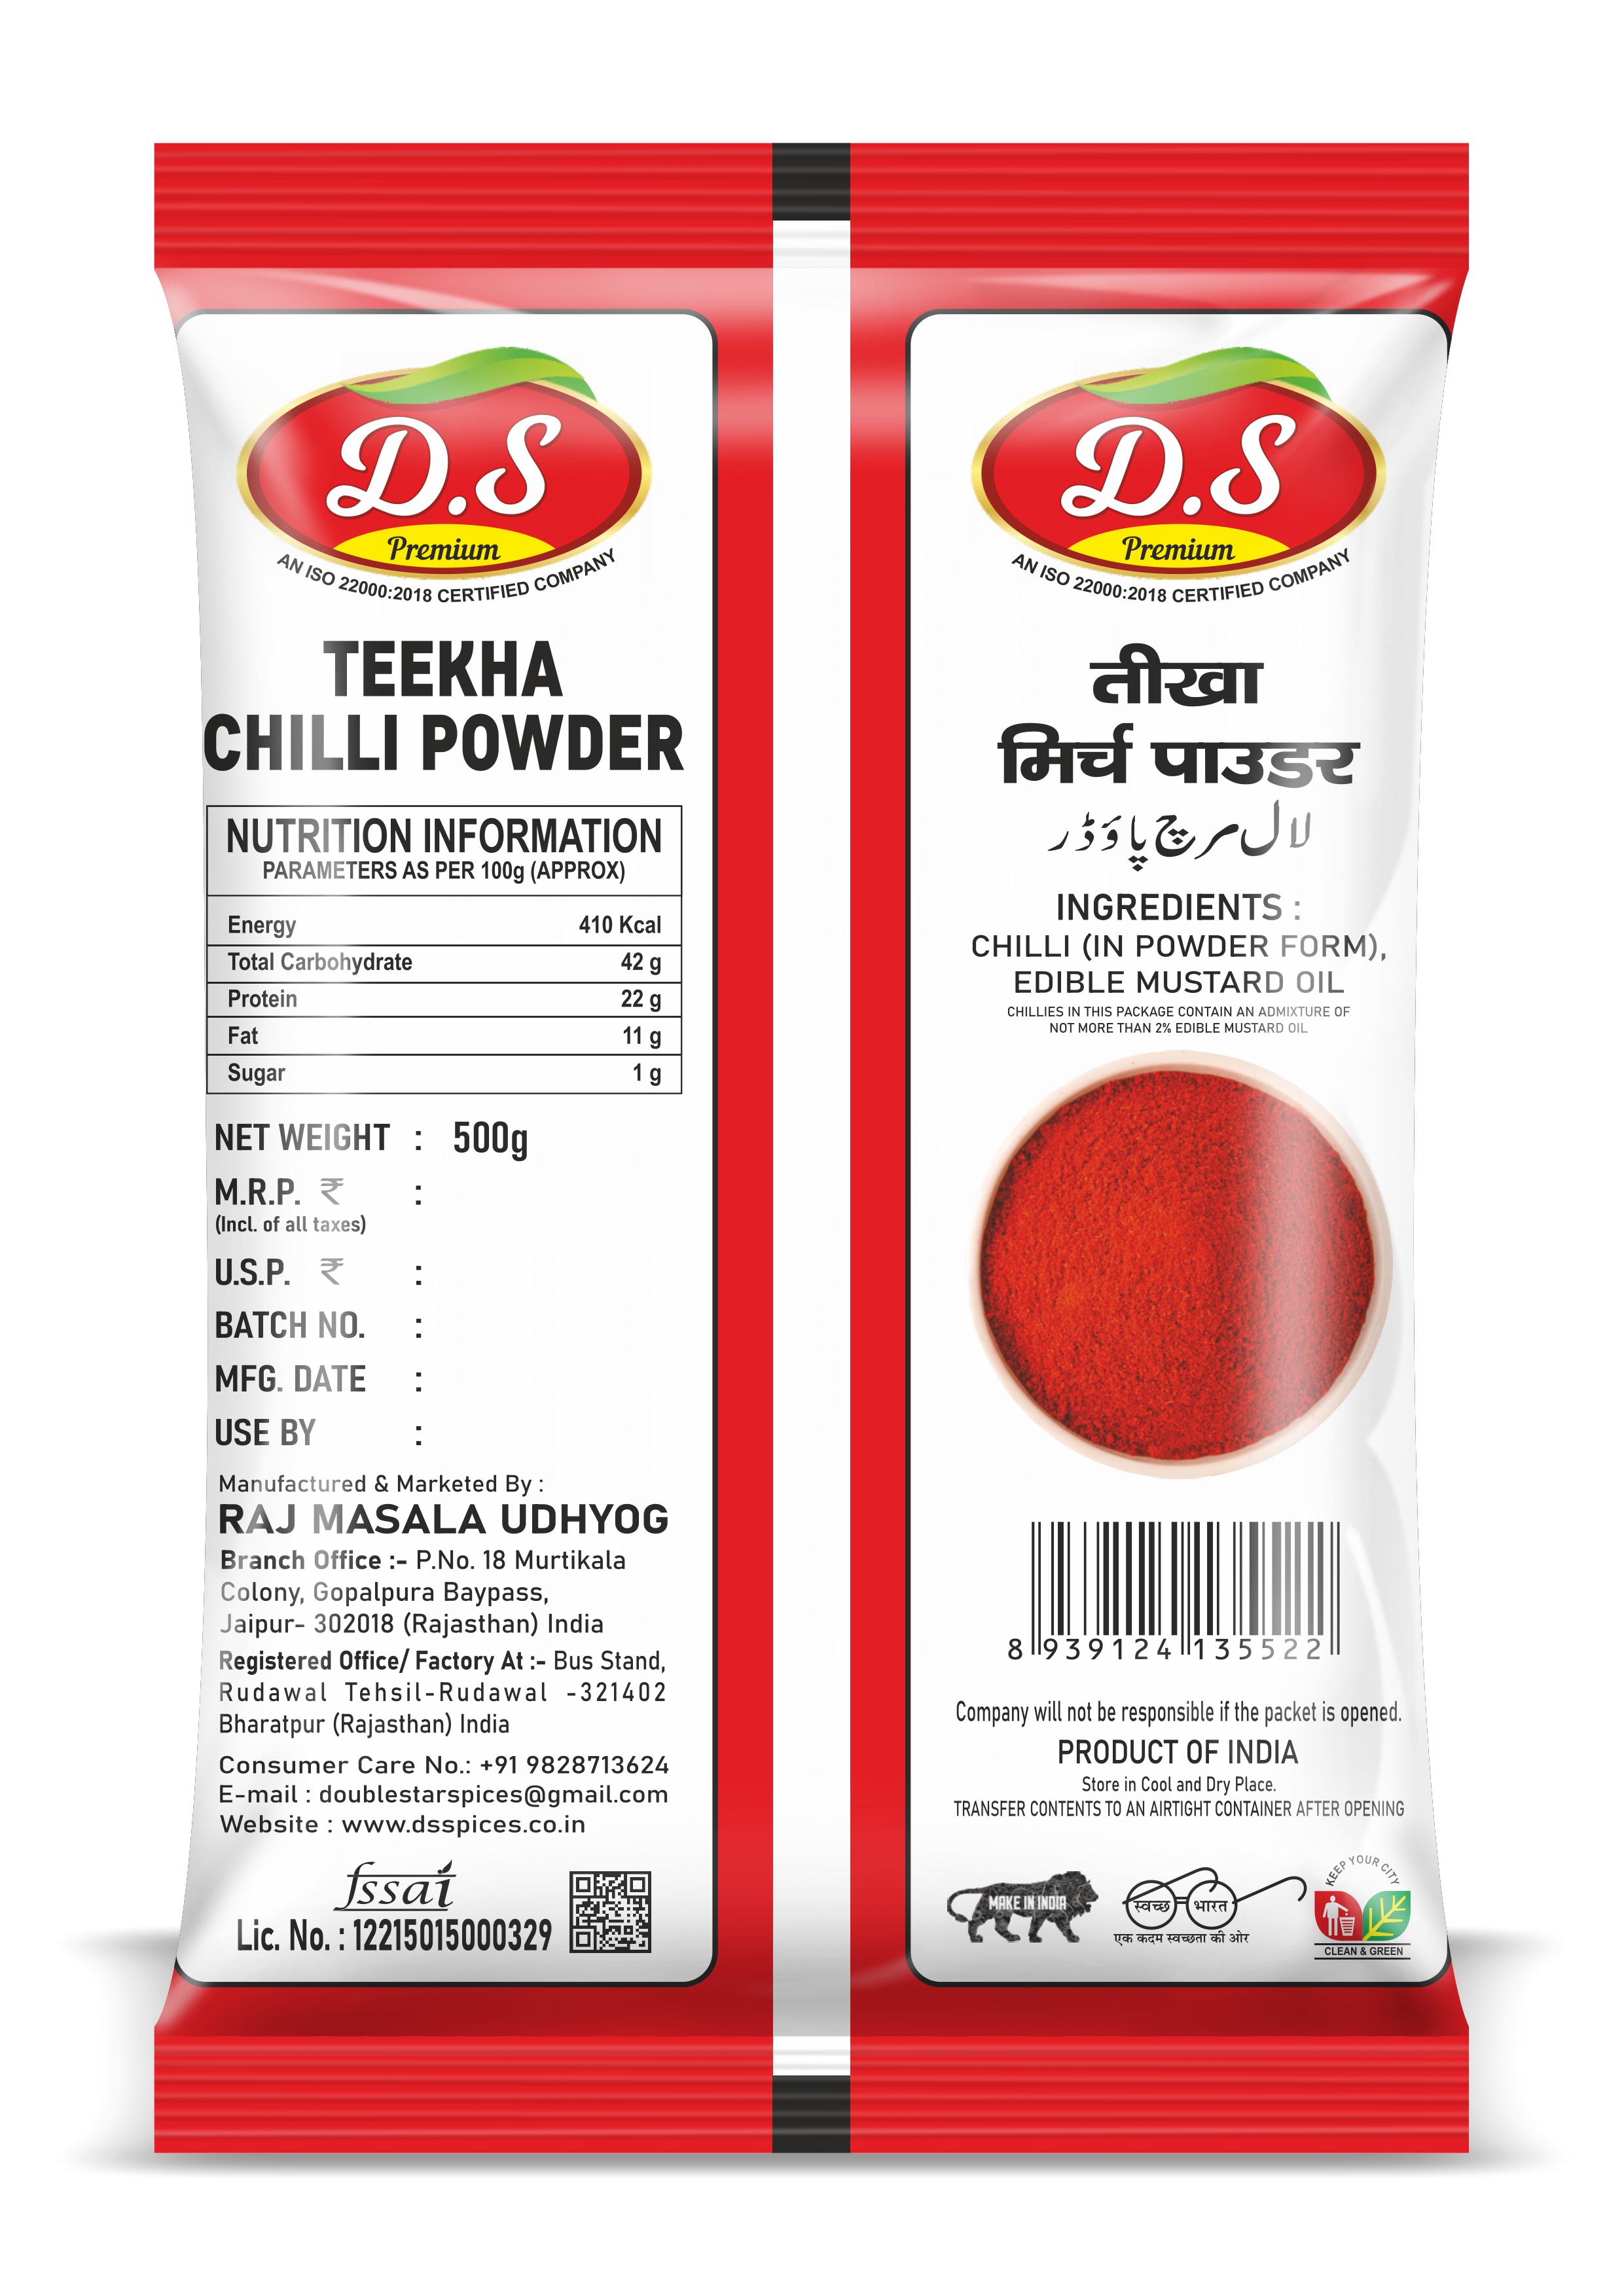 D.S
Premium
AN ISO 22000:2018 CERTIFIED COMPANY
TEEKHA
CHILLI POWDER
NUTRITION INFORMATION
PARAMETERS AS PER 100g (APPROX)
Energy 410 Kcal
Total Carbohydrate 42 g
Protein 22 g
Fat 11 g
Sugar 1 g
NET WEIGHT : 500g
M.R.P. ₹ :
(Incl. of all taxes)
U.S.P. ₹ :
BATCH NO. :
MFG. DATE :
USE BY :
Manufactured & Marketed By :
RAJ MASALA UDHYOG
Branch Office :- P.No. 18 Murtikala
Colony, Gopalpura Baypass,
Jaipur- 302018 (Rajasthan) India
Registered Office/ Factory At :- Bus Stand,
Rudawal Tehsil-Rudawal -321402
Bharatpur (Rajasthan) India
Consumer Care No.: +91 9828713624
E-mail : doublestarspices@gmail.com
Website : www.dsspices.co.in
fssai
Lic. No. : 12215015000329
D.S
Premium
AN ISO 22000:2018 CERTIFIED COMPANY
तीखा
मिर्च पाउडर
لال مرچ پاؤڈر
INGREDIENTS :
CHILLI (IN POWDER FORM),
EDIBLE MUSTARD OIL
CHILLIES IN THIS PACKAGE CONTAIN AN ADMIXTURE OF
NOT MORE THAN 2% EDIBLE MUSTARD OIL
8 939124 135522
Company will not be responsible if the packet is opened.
PRODUCT OF INDIA
Store in Cool and Dry Place.
TRANSFER CONTENTS TO AN AIRTIGHT CONTAINER AFTER OPENING
MAKE IN INDIA
स्वच्छ भारत
एक कदम स्वच्छता की ओर
KEEP YOUR CITY
CLEAN & GREEN